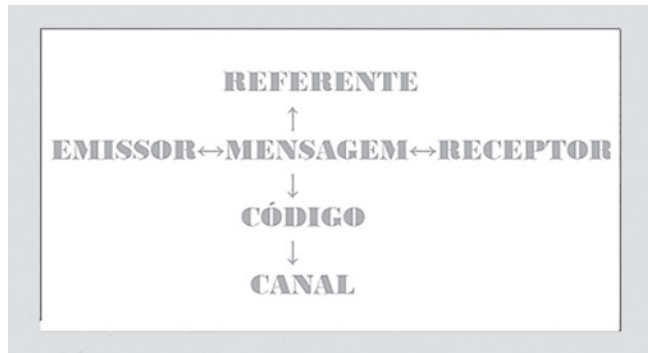 REFERENTE
↑
EMISSOR↔MENSAGEM↔RECEPTOR
↓
CÓDIGO
↓
CANAL